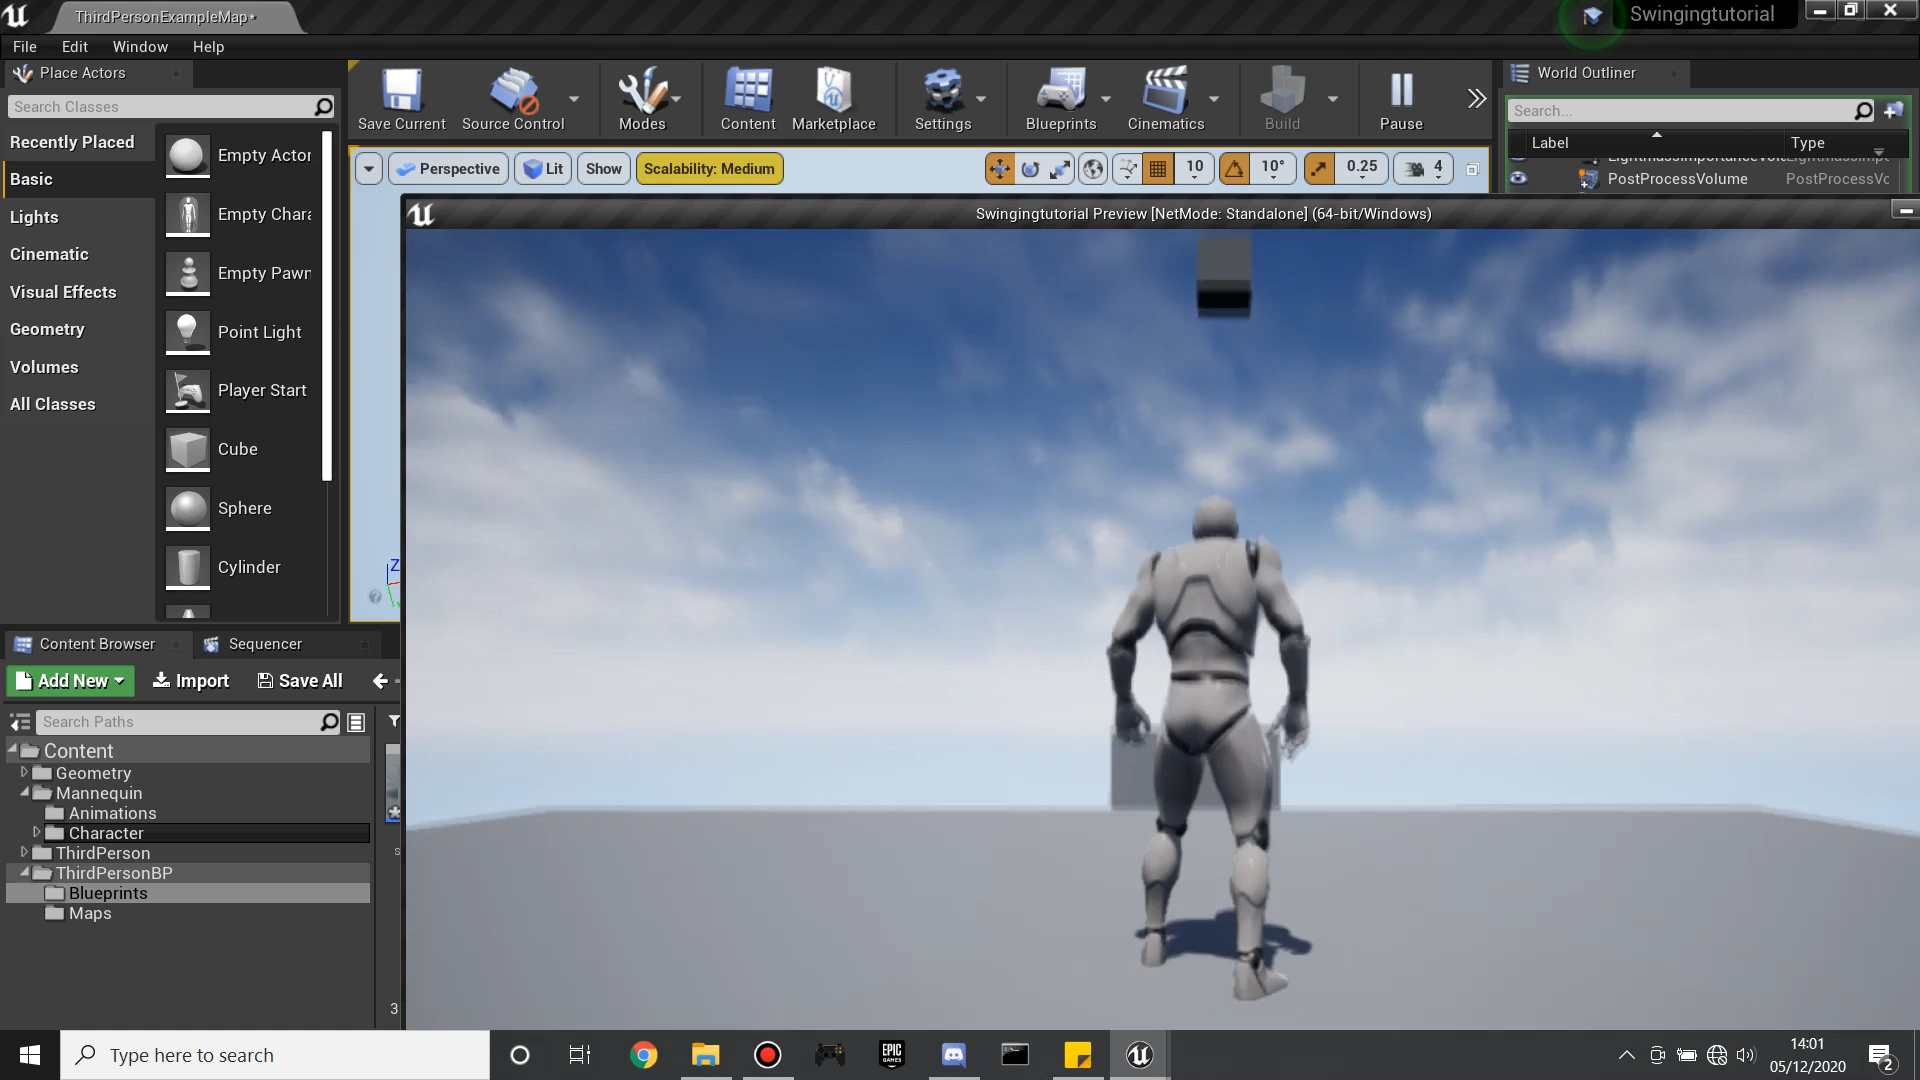 ThirdPersonExampleMap*
Swingingtutorial
File Edit Window Help
Place Actors
World Outliner
Search Classes
Save Current
Source Control
Modes
Content
Marketplace
Settings
Blueprints
Cinematics
Build
Pause
Search...
Label
Type
PostProcessVolume
PostProcessVc
Recently Placed
Basic
Lights
Cinematic
Visual Effects
Geometry
Volumes
All Classes
Empty Actor
Empty Chara
Empty Pawn
Point Light
Player Start
Cube
Sphere
Cylinder
Perspective
Lit
Show
Scalability: Medium
10
10°
0.25
4
Swingingtutorial Preview [NetMode: Standalone] (64-bit/Windows)
Z
Content Browser
Sequencer
Add New
Import
Save All
Search Paths
Content
Geometry
Mannequin
Animations
Character
ThirdPerson
ThirdPersonBP
Blueprints
Maps
3
Type here to search
EPIC
GAMES
14:01
05/12/2020
2